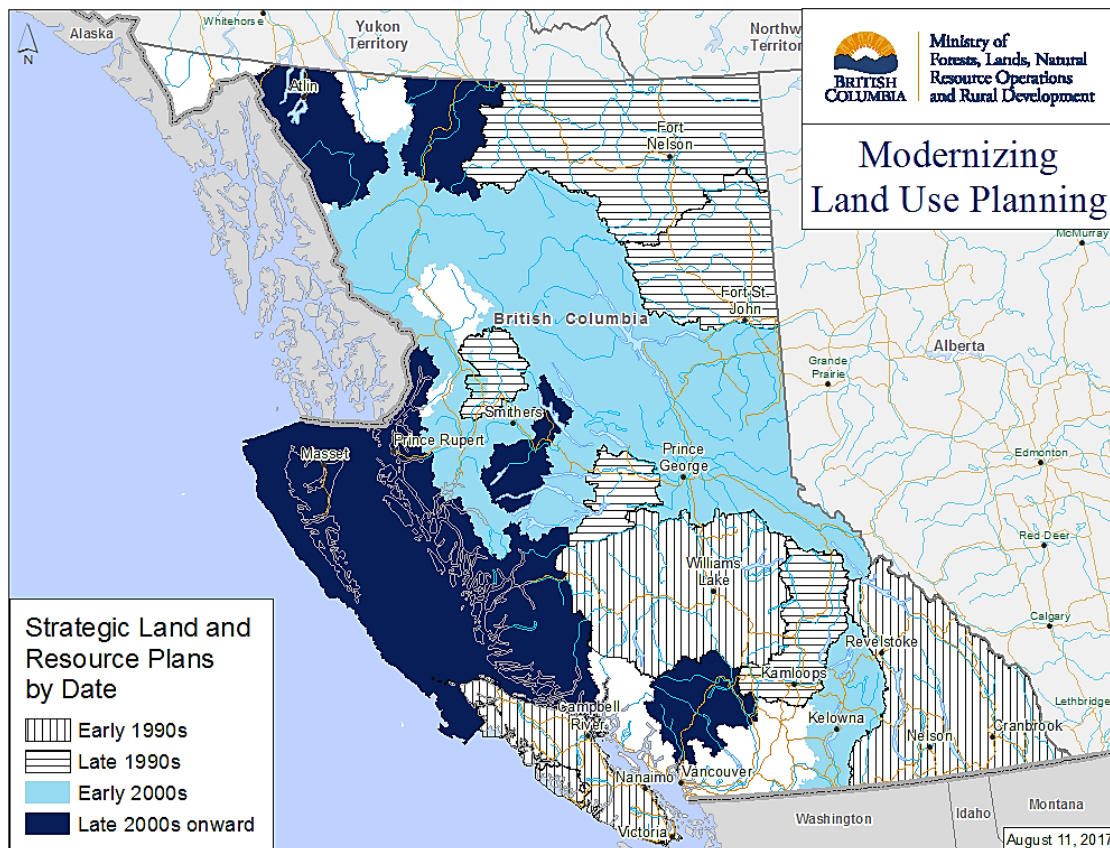 Whitehorse
Alaska
N
Yukon
Territory
Northw
Territor
BRITISH
COLUMBIA
Ministry of
Forests, Lands, Natural
Resource Operations
and Rural Development
Modernizing
Land Use Planning
Atlin
Fort
Nelson
McMurray
Fort St.
John
British Columbia
Alberta
Grande
Prairie
Smithers
Prince Rupert
Masset
Prince
George
Edmonton
Red Deer
Williams
Lake
Calgary
Revelstoke
Kamloops
Campbell
River
Kelowna
Lethbridge
Cranbrook
Nelson
Nanaimo
Vancouver
Victoria
Washington
Idaho
Montana
August 11, 2017
Strategic Land and
Resource Plans
by Date
Early 1990s
Late 1990s
Early 2000s
Late 2000s onward